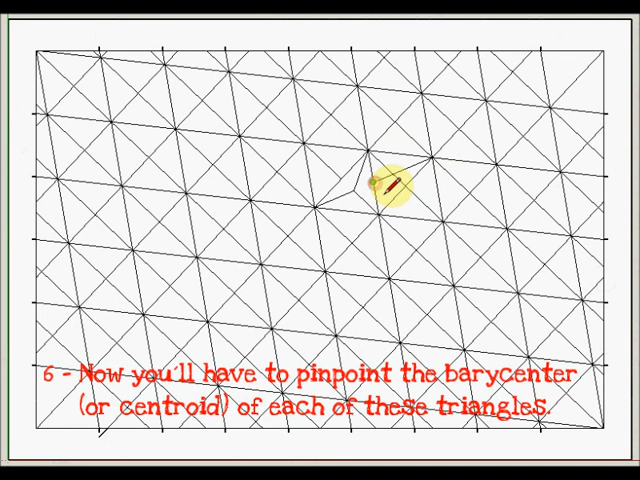 6 - Now you'll have to pinpoint the barycenter
(or centroid) of each of these triangles.